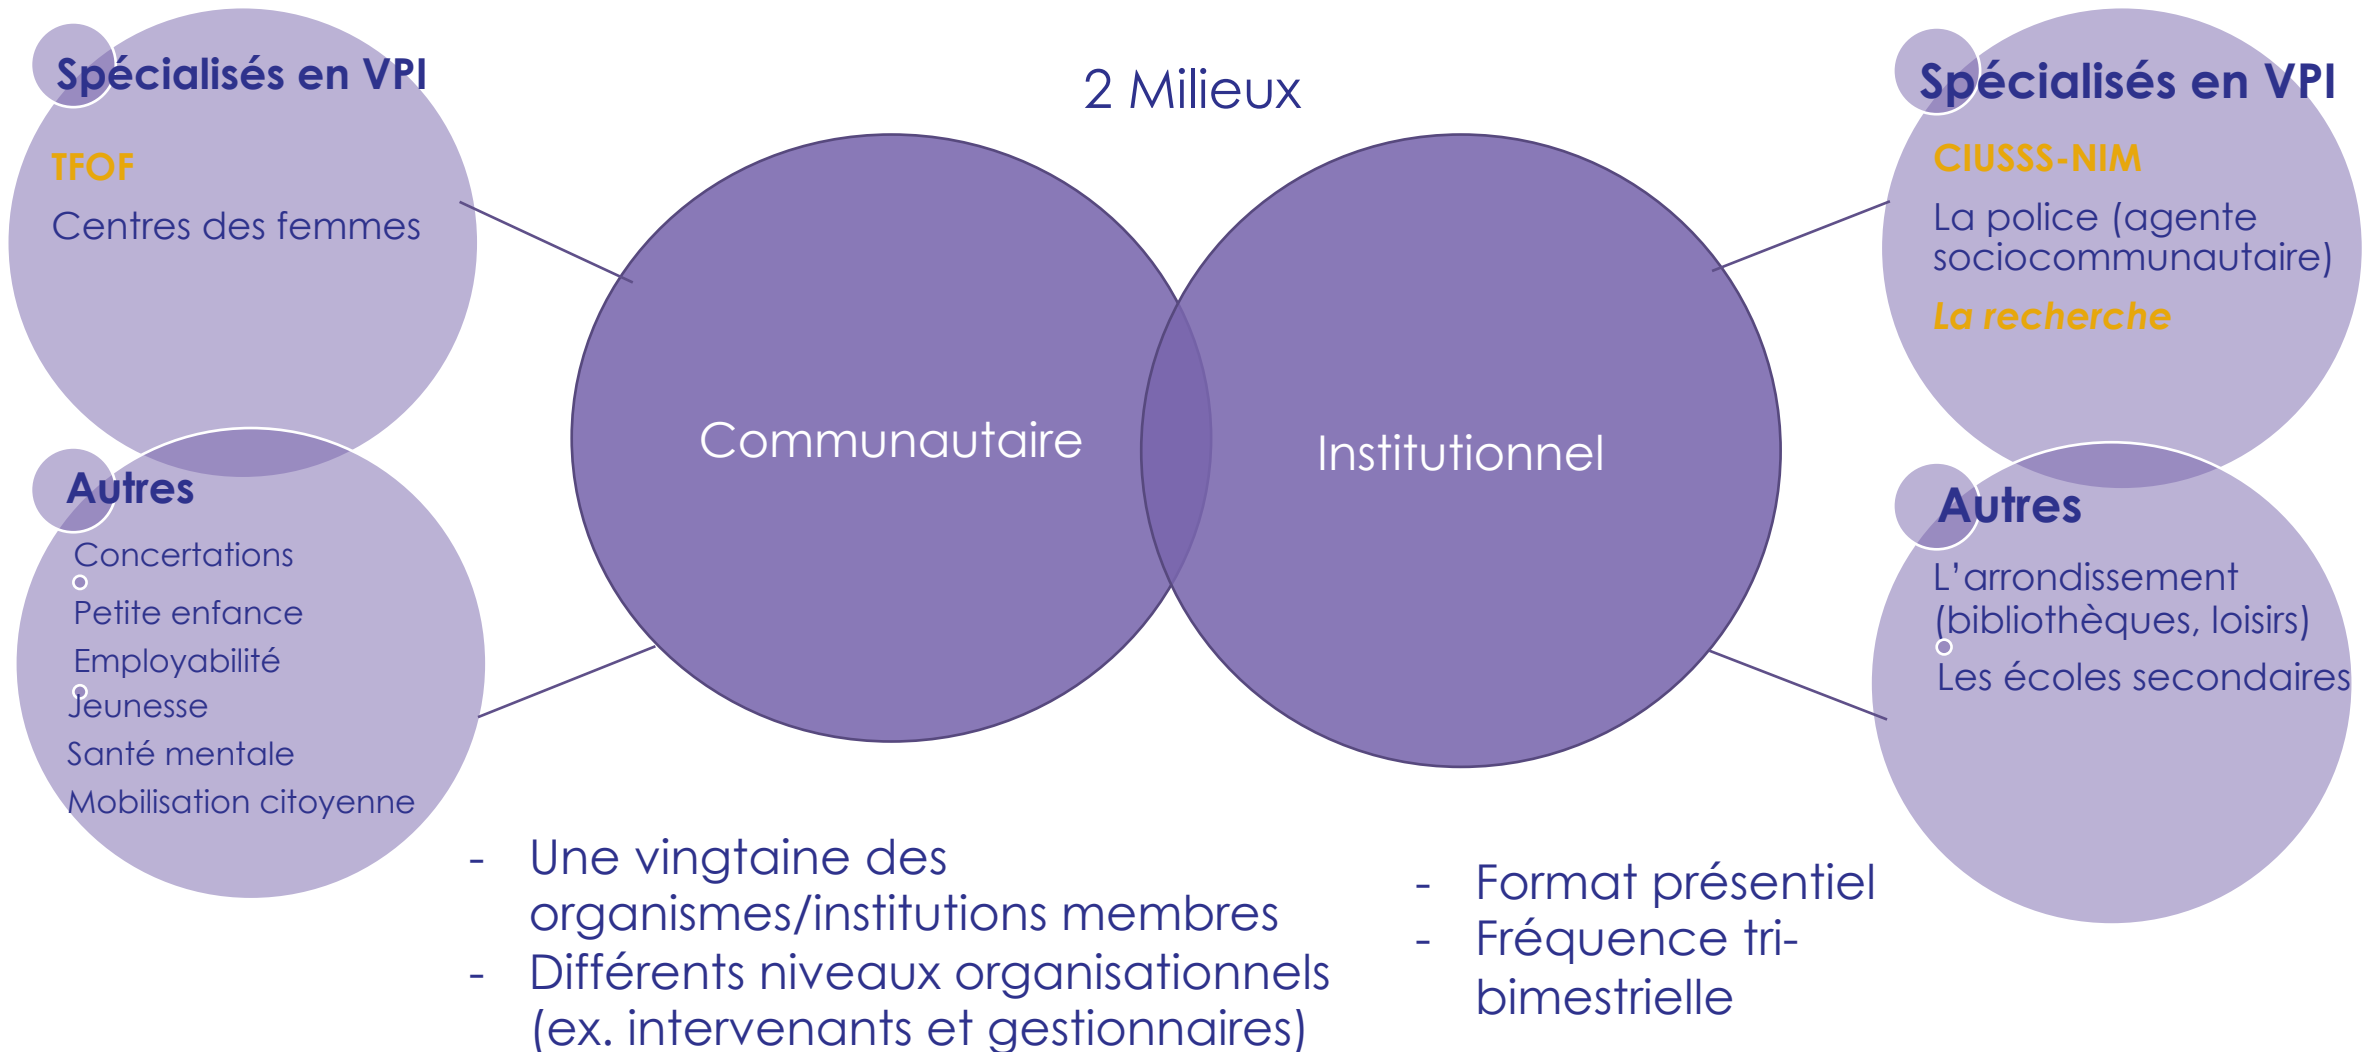 2 Milieux
Spécialisés en VPI
TFOF
Centres des femmes
Autres
Concertations
Petite enfance
Employabilité
Jeunesse
Santé mentale
Mobilisation citoyenne
Communautaire
Institutionnel
Spécialisés en VPI
CIUSSS-NIM
La police (agente
sociocommunautaire)
La recherche
Autres
L’arrondissement
(bibliothèques, loisirs)
Les écoles secondaires
- Une vingtaine des
organismes/institutions membres
- Différents niveaux organisationnels
(ex. intervenants et gestionnaires)
- Format présentiel
- Fréquence tri-
bimestrielle